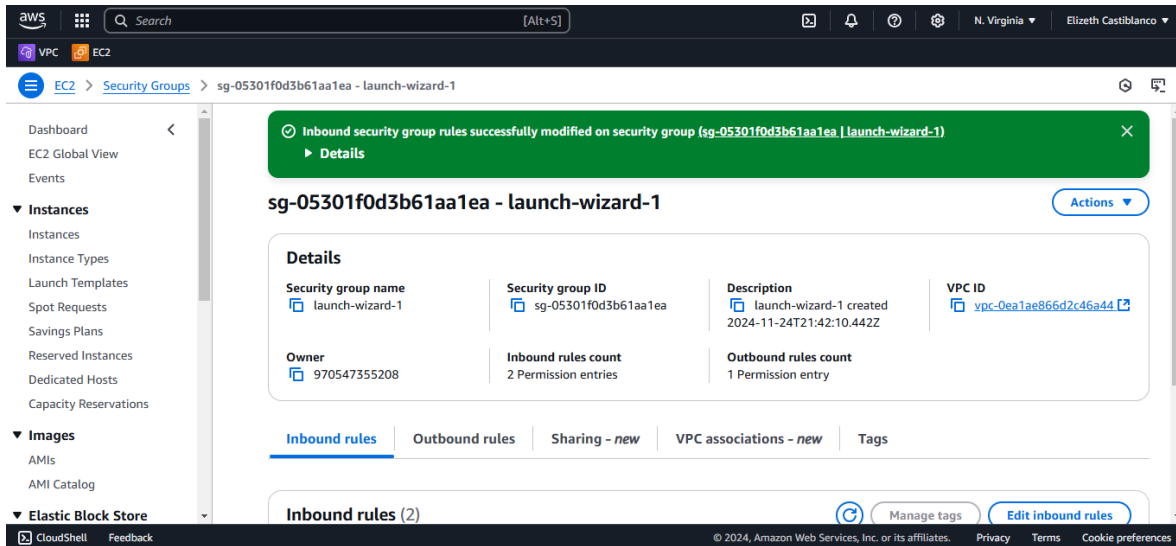 aws Search [Alt+S] N. Virginia Elizeth Castiblanco
VPC EC2
EC2 > Security Groups > sg-05301f0d3b61aa1ea - launch-wizard-1
Dashboard
EC2 Global View
Events
Instances
Instances
Instance Types
Launch Templates
Spot Requests
Savings Plans
Reserved Instances
Dedicated Hosts
Capacity Reservations
Images
AMIs
AMI Catalog
Elastic Block Store
Inbound security group rules successfully modified on security group (sg-05301f0d3b61aa1ea | launch-wizard-1)
Details
sg-05301f0d3b61aa1ea - launch-wizard-1
Actions
Details
Security group name
launch-wizard-1
Security group ID
sg-05301f0d3b61aa1ea
Description
launch-wizard-1 created
2024-11-24T21:42:10.442Z
VPC ID
vpc-0ea1ae866d2c46a44
Owner
970547355208
Inbound rules count
2 Permission entries
Outbound rules count
1 Permission entry
Inbound rules Outbound rules Sharing - new VPC associations - new Tags
Inbound rules (2) Manage tags Edit inbound rules
CloudShell Feedback © 2024, Amazon Web Services, Inc. or its affiliates. Privacy Terms Cookie preferences